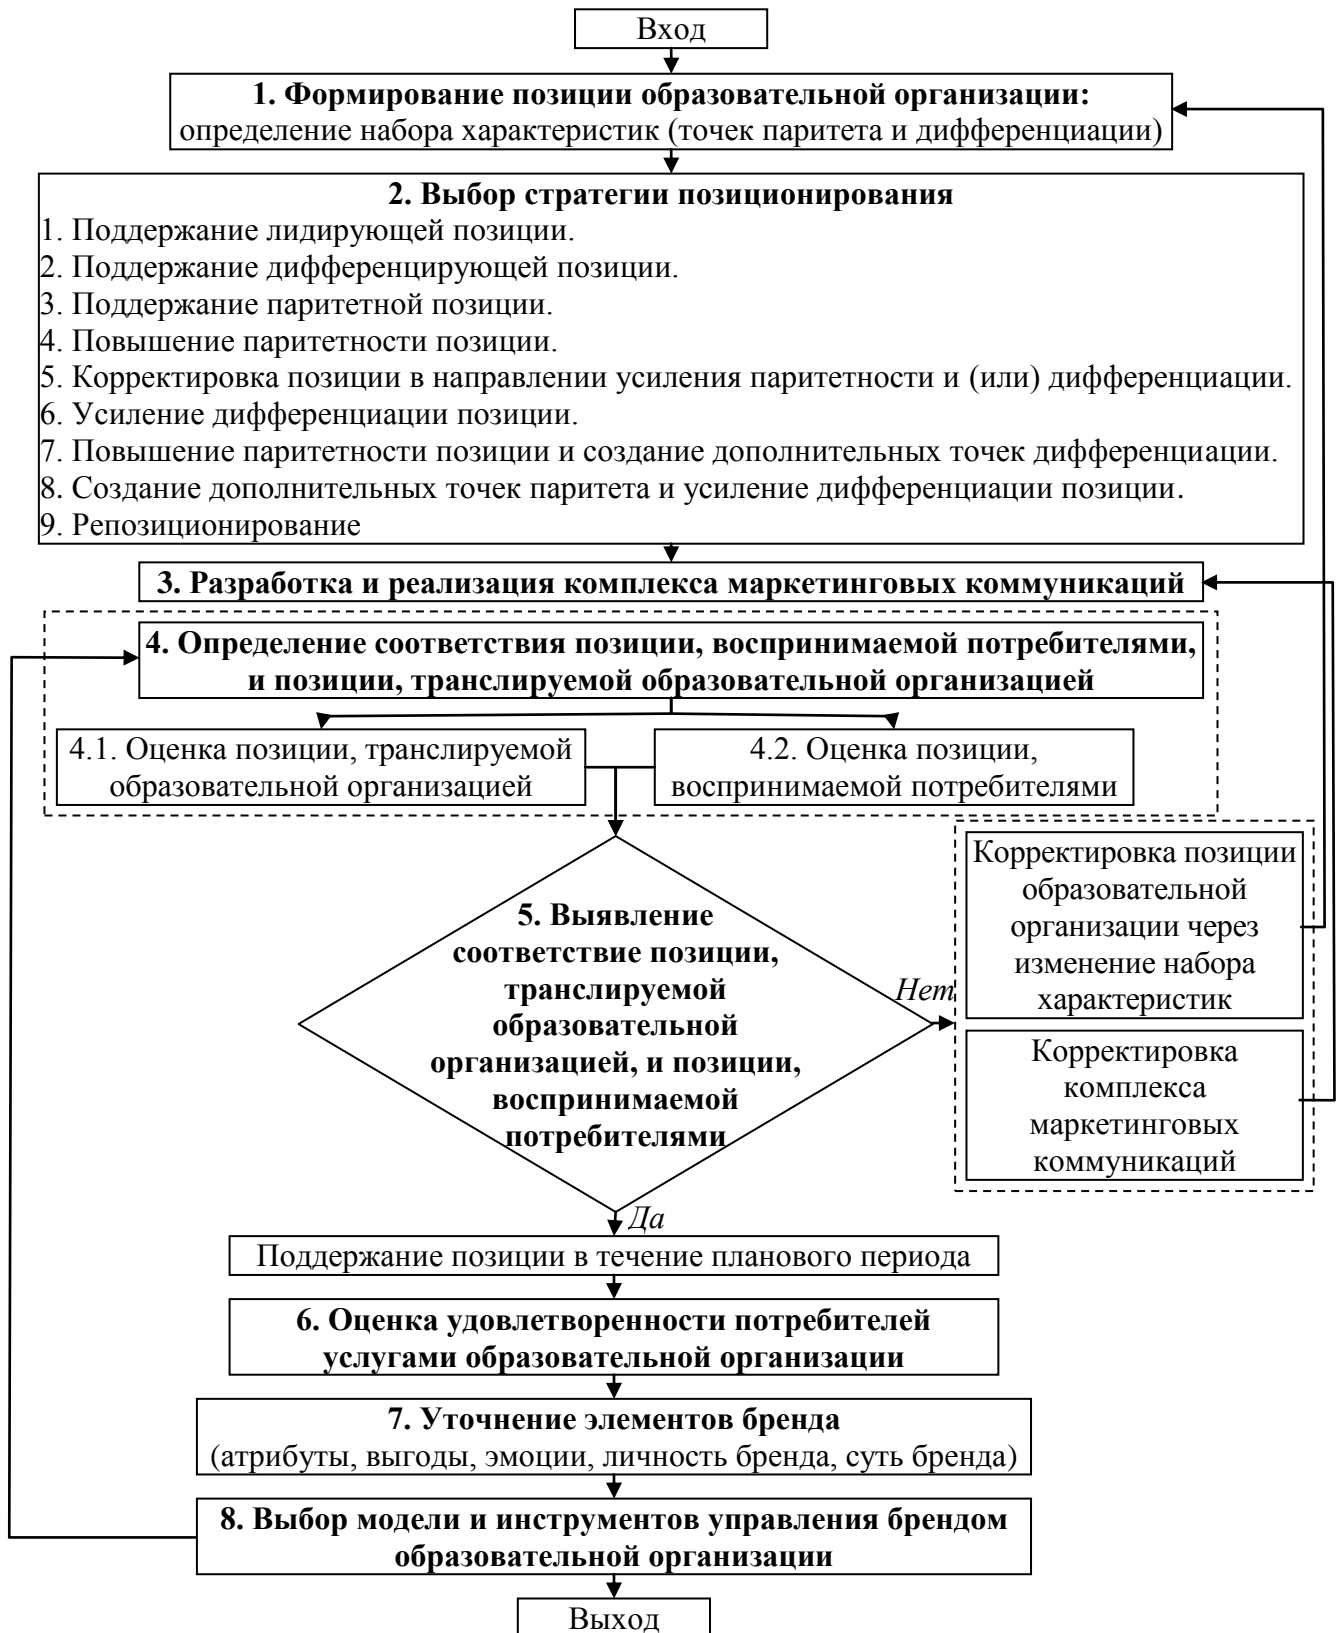 Вход
1. Формирование позиции образовательной организации:
определение набора характеристик (точек паритета и дифференциации)
2. Выбор стратегии позиционирования
1. Поддержание лидирующей позиции.
2. Поддержание дифференцирующей позиции.
3. Поддержание паритетной позиции.
4. Повышение паритетности позиции.
5. Корректировка позиции в направлении усиления паритетности и (или) дифференциации.
6. Усиление дифференциации позиции.
7. Повышение паритетности позиции и создание дополнительных точек дифференциации.
8. Создание дополнительных точек паритета и усиление дифференциации позиции.
9. Репозиционирование
3. Разработка и реализация комплекса маркетинговых коммуникаций
4. Определение соответствия позиции, воспринимаемой потребителями,
и позиции, транслируемой образовательной организацией
4.1. Оценка позиции, транслируемой
образовательной организацией
4.2. Оценка позиции,
воспринимаемой потребителями
5. Выявление
соответствие позиции,
транслируемой
образовательной
организацией, и позиции,
воспринимаемой
потребителями
Нет
Корректировка позиции
образовательной
организации через
изменение набора
характеристик
Корректировка
комплекса
маркетинговых
коммуникаций
Да
Поддержание позиции в течение планового периода
6. Оценка удовлетворенности потребителей
услугами образовательной организации
7. Уточнение элементов бренда
(атрибуты, выгоды, эмоции, личность бренда, суть бренда)
8. Выбор модели и инструментов управления брендом
образовательной организации
Выход